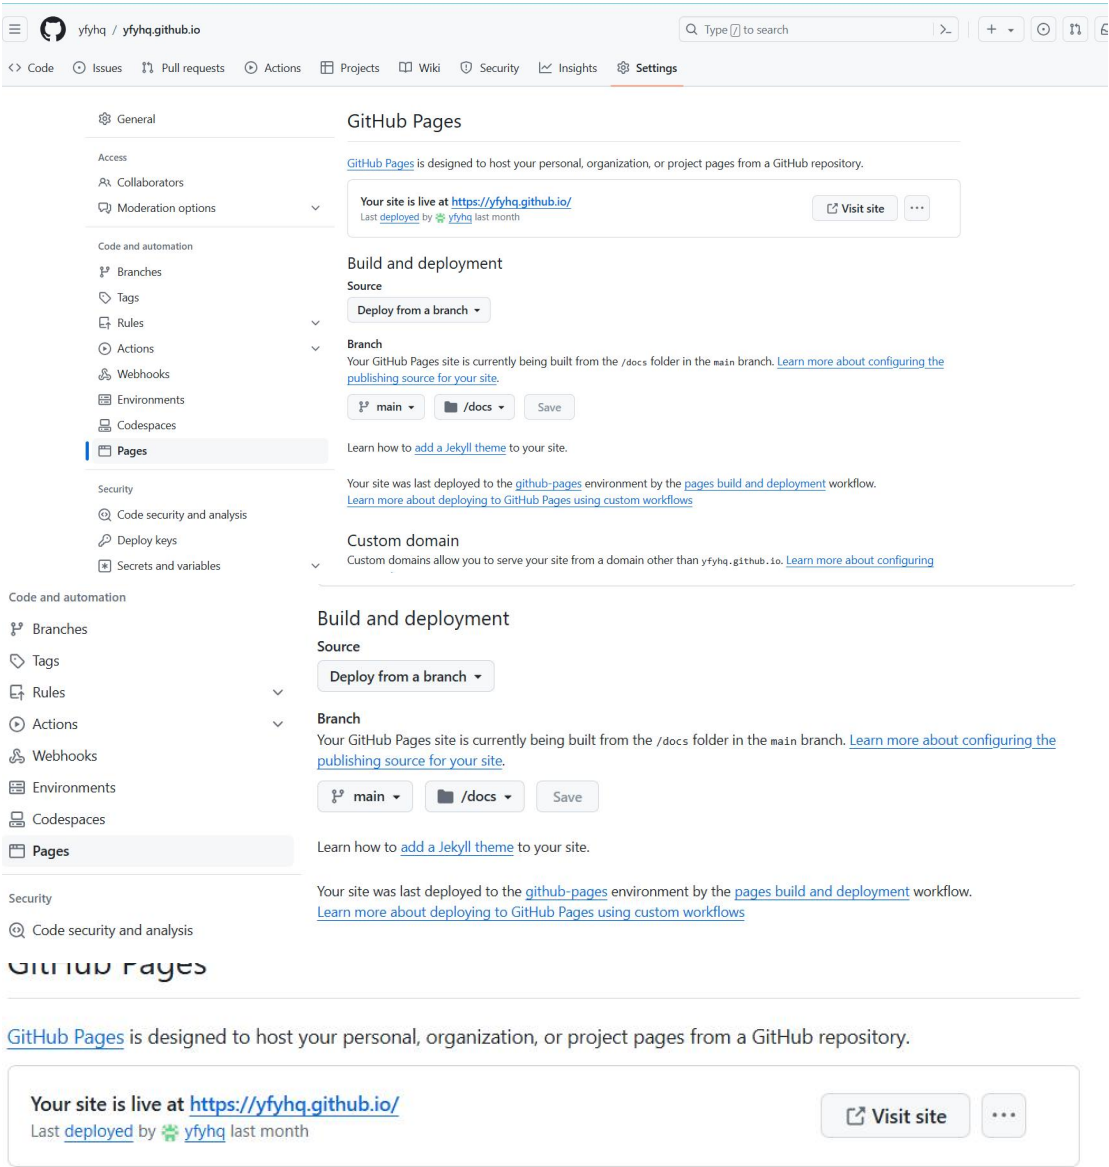 yfyhq / yfyhq.github.io
Type / to search
Code Issues Pull requests Actions Projects Wiki Security Insights Settings
General
Access
Collaborators
Moderation options
Code and automation
Branches
Tags
Rules
Actions
Webhooks
Environments
Codespaces
Pages
Security
Code security and analysis
Deploy keys
Secrets and variables
GitHub Pages
GitHub Pages is designed to host your personal, organization, or project pages from a GitHub repository.
Your site is live at https://yfyhq.github.io/
Last deployed by yfyhq last month
Visit site
Build and deployment
Source
Deploy from a branch
Branch
Your GitHub Pages site is currently being built from the /docs folder in the main branch. Learn more about configuring the
publishing source for your site.
main /docs Save
Learn how to add a Jekyll theme to your site.
Your site was last deployed to the github-pages environment by the pages build and deployment workflow.
Learn more about deploying to GitHub Pages using custom workflows
Custom domain
Custom domains allow you to serve your site from a domain other than yfyhq.github.io. Learn more about configuring
Code and automation
Branches
Tags
Rules
Actions
Webhooks
Environments
Codespaces
Pages
Security
Code security and analysis
Build and deployment
Source
Deploy from a branch
Branch
Your GitHub Pages site is currently being built from the /docs folder in the main branch. Learn more about configuring the
publishing source for your site.
main /docs Save
Learn how to add a Jekyll theme to your site.
Your site was last deployed to the github-pages environment by the pages build and deployment workflow.
Learn more about deploying to GitHub Pages using custom workflows
GitHub Pages
GitHub Pages is designed to host your personal, organization, or project pages from a GitHub repository.
Your site is live at https://yfyhq.github.io/
Last deployed by yfyhq last month
Visit site